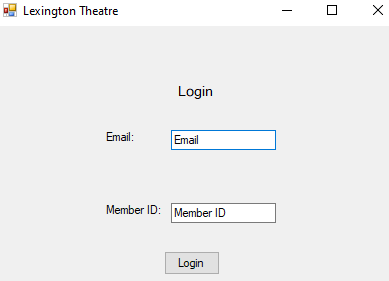 Lexington Theatre
Login
Email: Email
Member ID: Member ID
Login